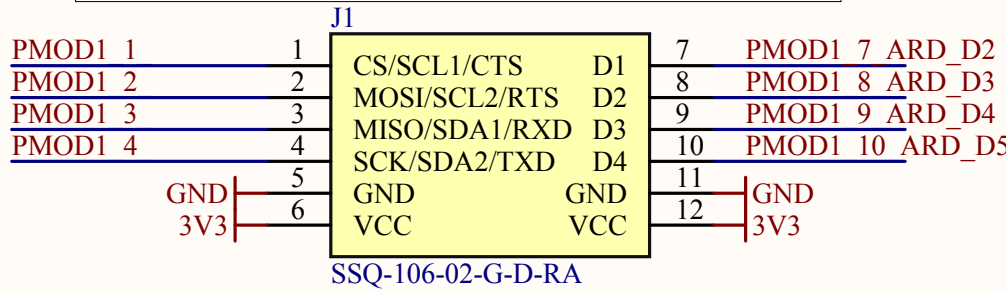 J1
PMOD1_1 1 CS/SCL1/CTS D1 7 PMOD1_7_ARD_D2
PMOD1_2 2 MOSI/SCL2/RTS D2 8 PMOD1_8_ARD_D3
PMOD1_3 3 MISO/SDA1/RXD D3 9 PMOD1_9_ARD_D4
PMOD1_4 4 SCK/SDA2/TXD D4 10 PMOD1_10_ARD_D5
GND 5 GND GND 11 GND
3V3 6 VCC VCC 12 3V3
SSQ-106-02-G-D-RA